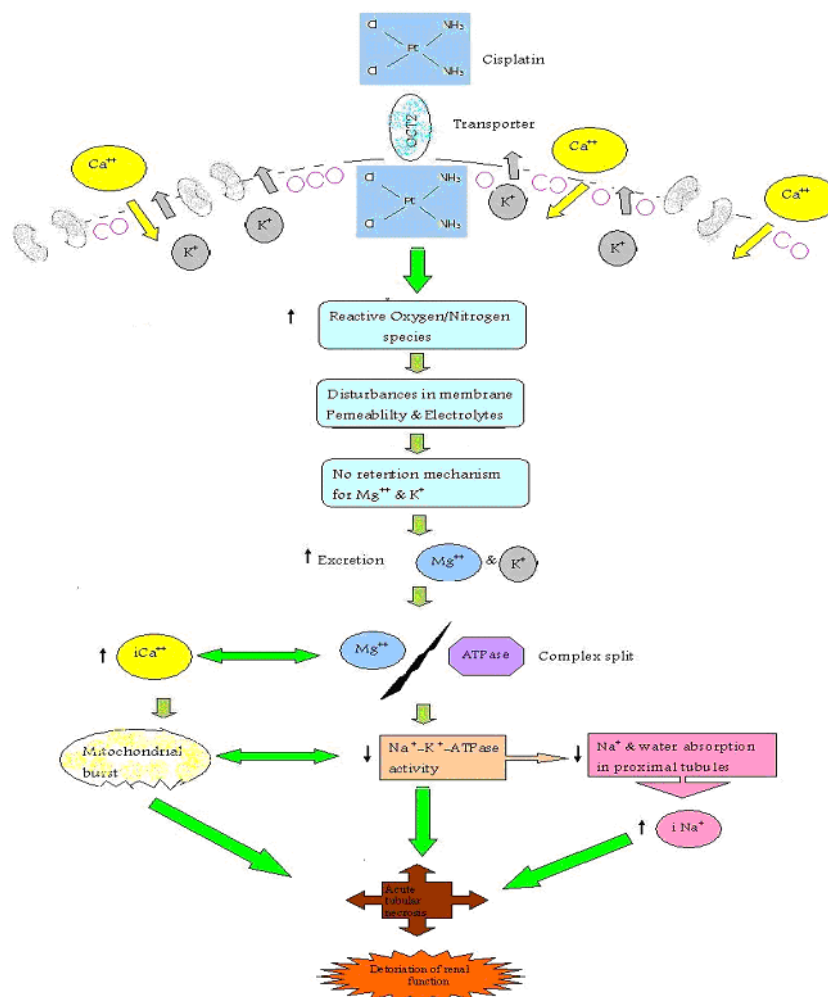 Cl NH₃
Pt
Cl NH₃
Cisplatin
OCT2
Transporter
Ca⁺⁺
Ca⁺⁺
Cl NH₃
Pt
Cl NH₃
K⁺
K⁺
K⁺
K⁺
Ca⁺⁺
↑ Reactive Oxygen/Nitrogen
species
Disturbances in membrane
Pemeablilty & Electrolytes
No retention mechanism
for Mg⁺⁺ & K⁺
↑ Excretion Mg⁺⁺ & K⁺
↑ iCa⁺⁺
Mg⁺⁺
ATPase
Complex split
Mitochondrial
burst
↓ Na⁺–K⁺–ATPase
activity
↓ Na⁺ & water absorption
in proximal tubules
↑ i Na⁺
Acute
tubular
necrosis
Detoriation of renal
function